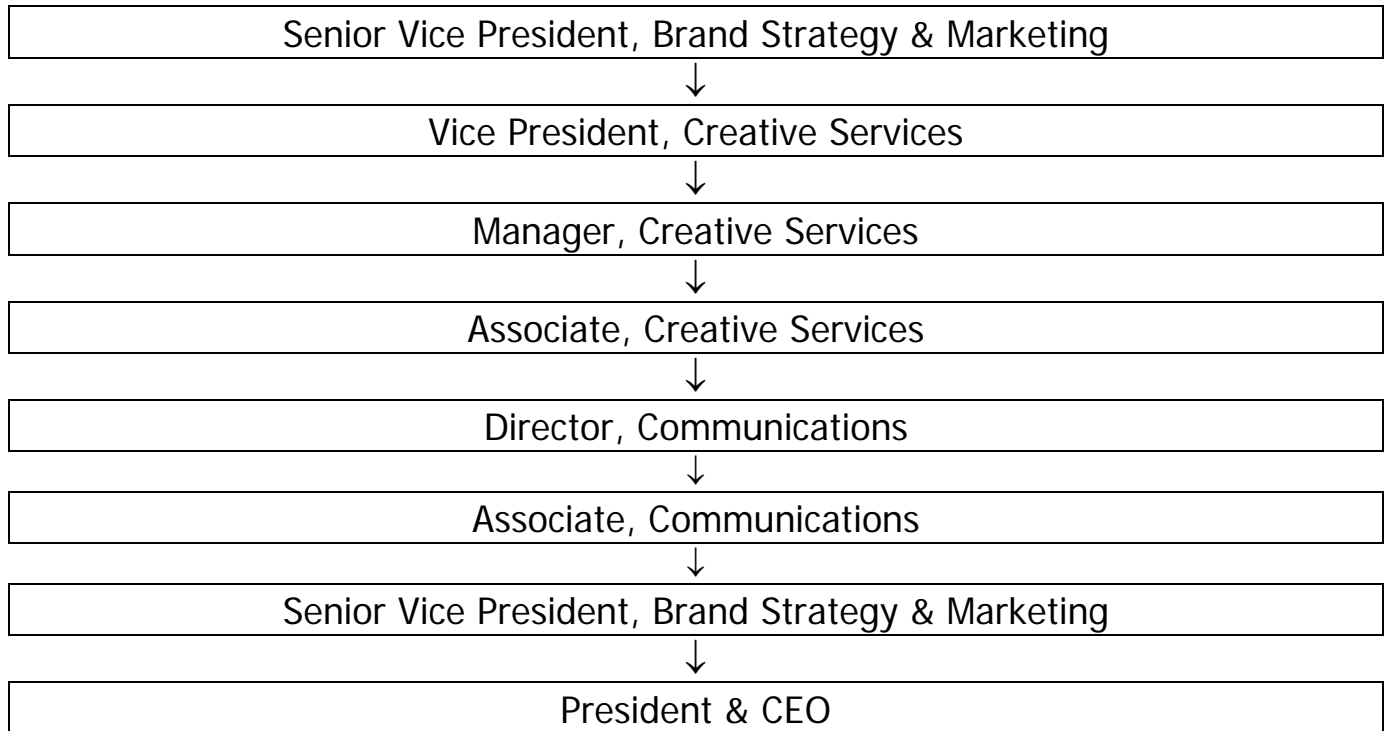 Senior Vice President, Brand Strategy & Marketing
↓
Vice President, Creative Services
↓
Manager, Creative Services
↓
Associate, Creative Services
↓
Director, Communications
↓
Associate, Communications
↓
Senior Vice President, Brand Strategy & Marketing
↓
President & CEO